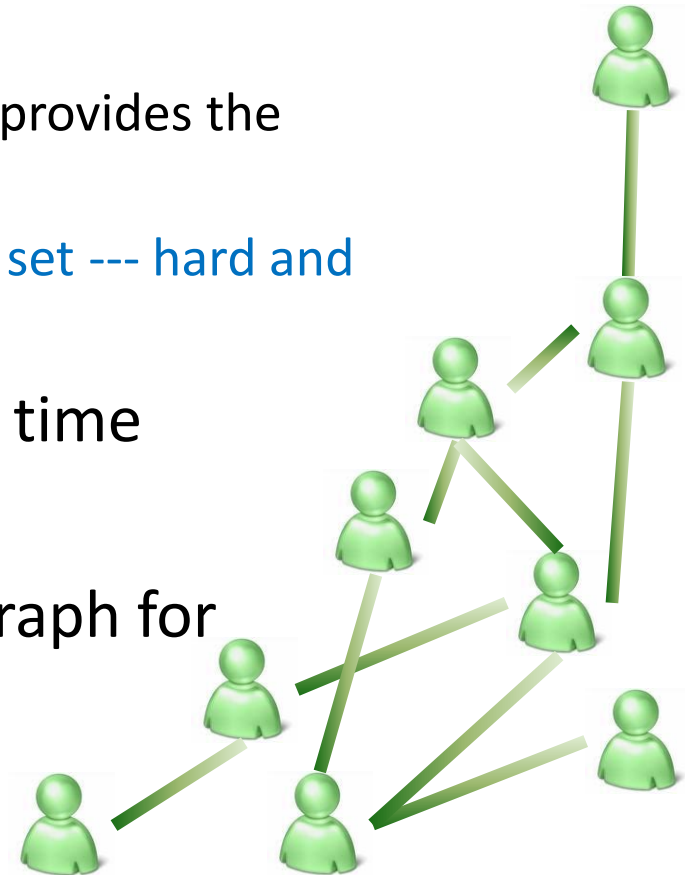 provides the
set --- hard and
time
raph for